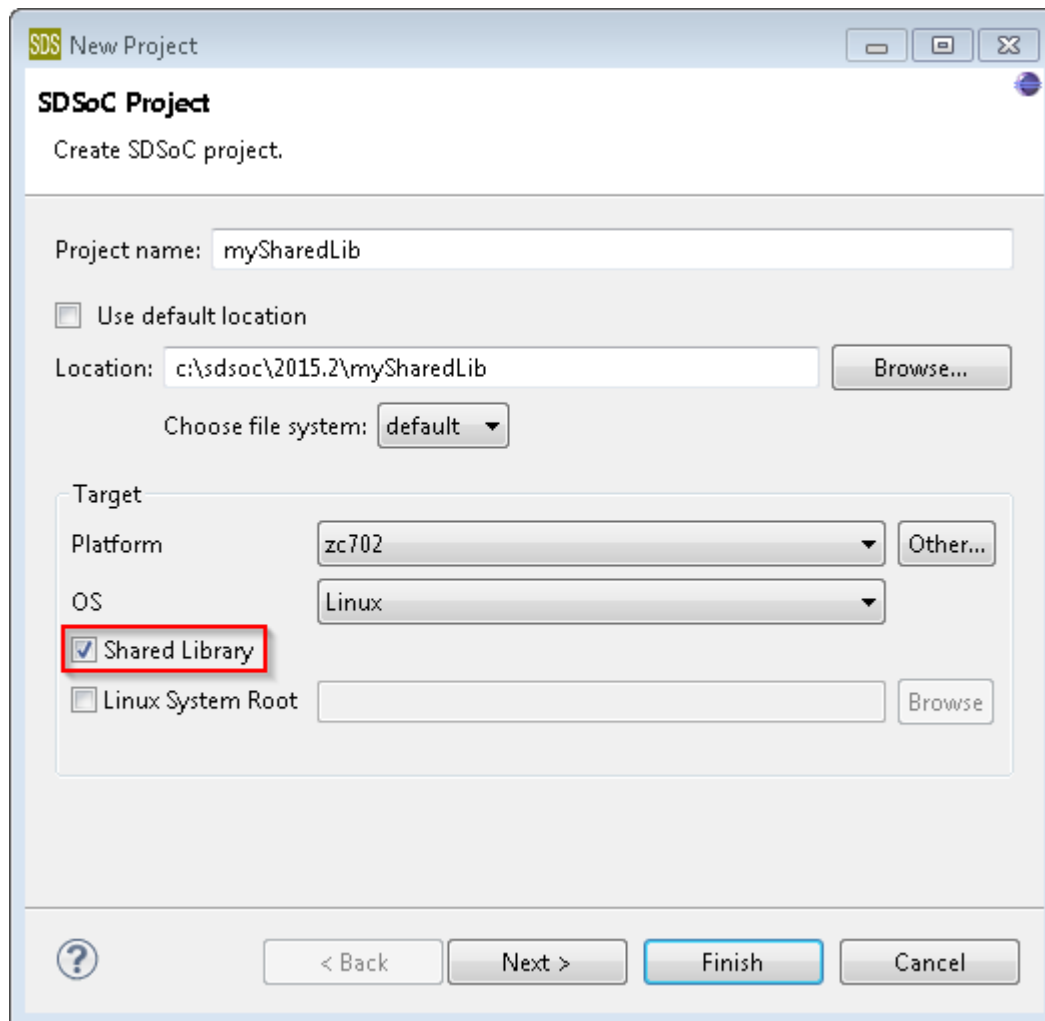 SDS New Project
SDSoC Project
Create SDSoC project.
Project name: mySharedLib
Use default location
Location: c:\sdsoc\2015.2\mySharedLib Browse...
Choose file system: default
Target
Platform zc702 Other...
OS Linux
Shared Library
Linux System Root Browse
? < Back Next > Finish Cancel